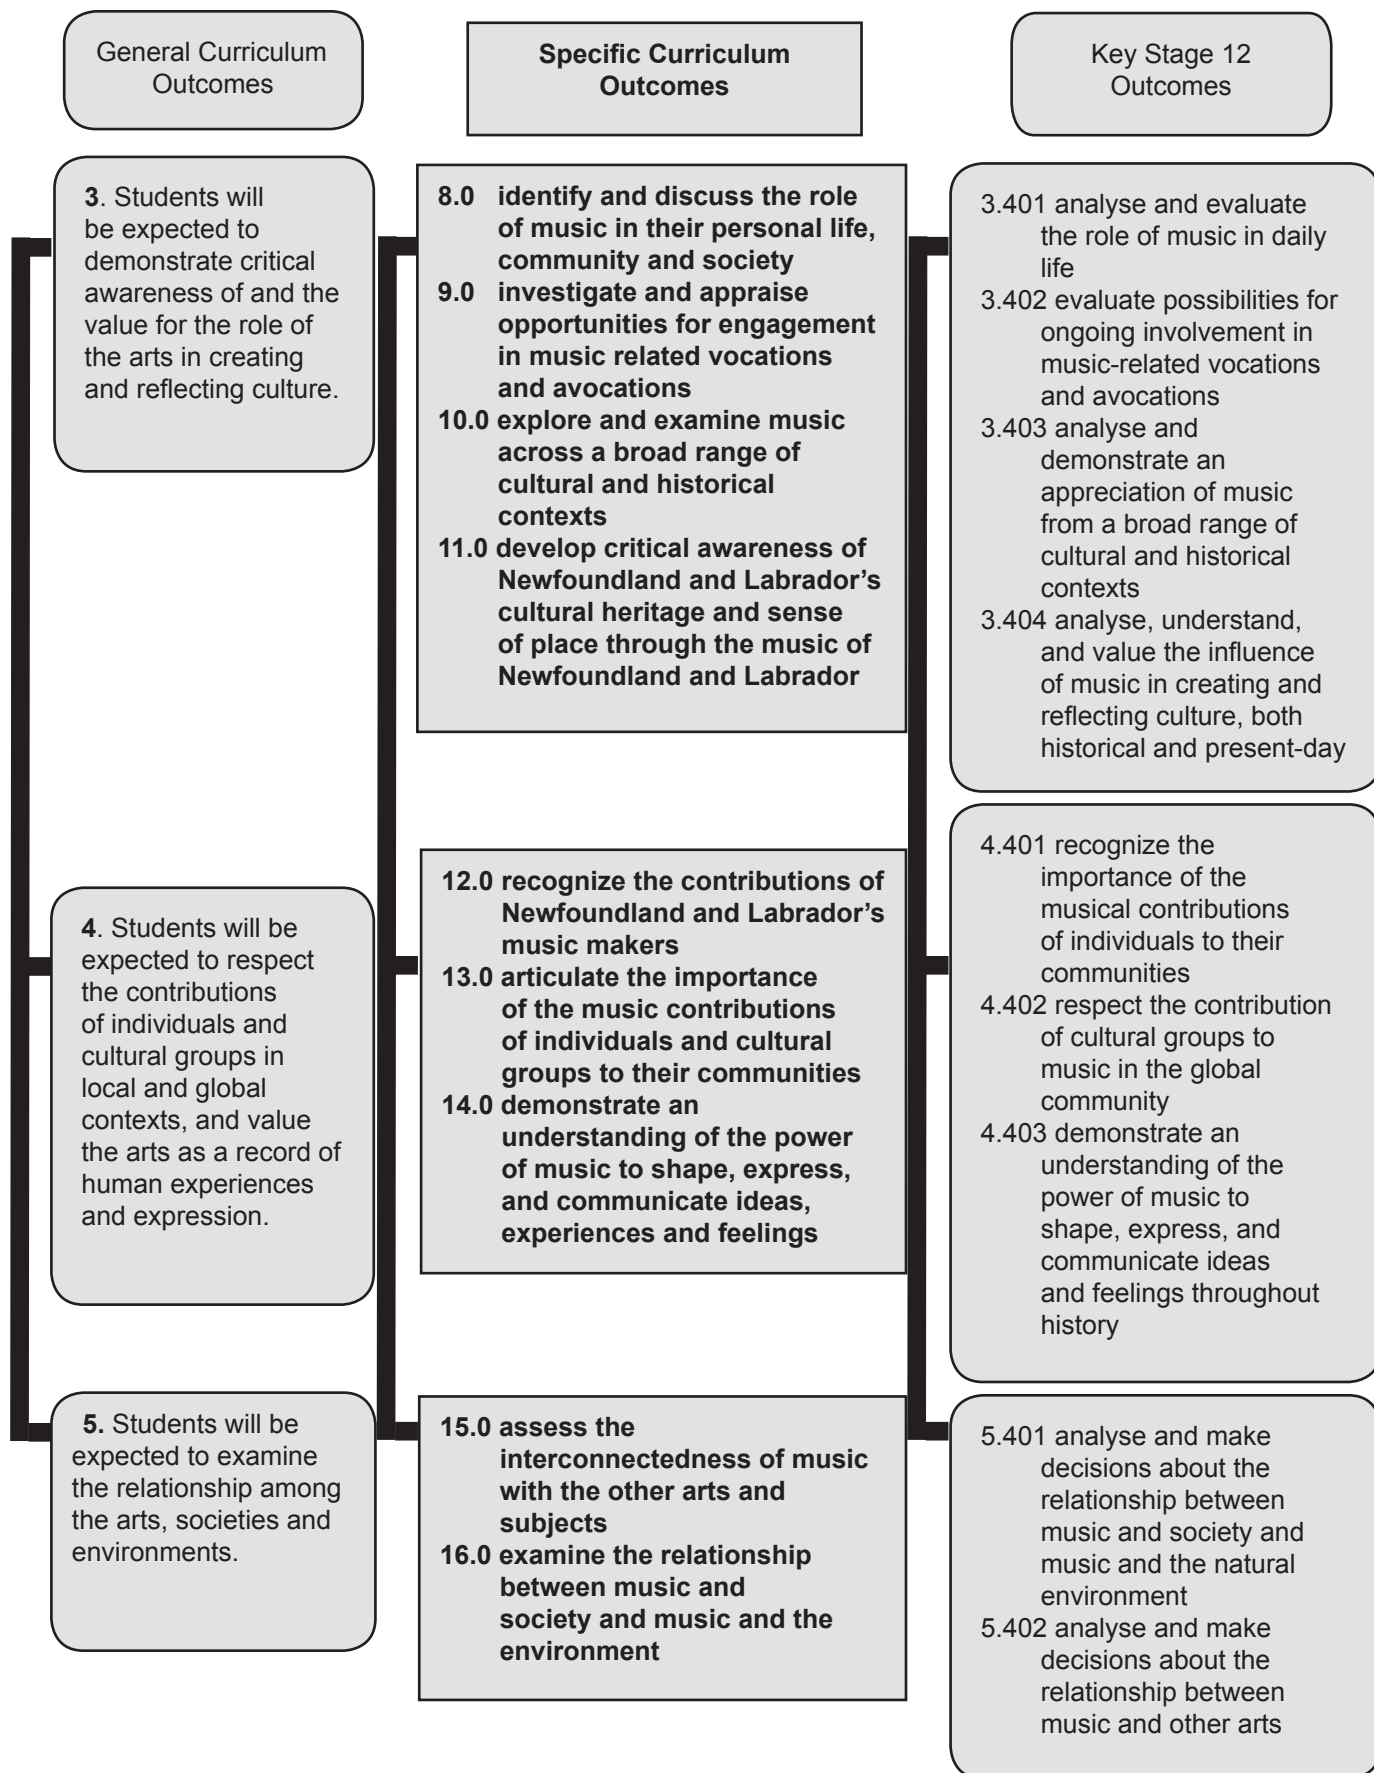 General Curriculum
Outcomes
Specific Curriculum
Outcomes
Key Stage 12
Outcomes
3. Students will
be expected to
demonstrate critical
awareness of and the
value for the role of
the arts in creating
and reflecting culture.
8.0 identify and discuss the role
of music in their personal life,
community and society
9.0 investigate and appraise
opportunities for engagement
in music related vocations
and avocations
10.0 explore and examine music
across a broad range of
cultural and historical
contexts
11.0 develop critical awareness of
Newfoundland and Labrador’s
cultural heritage and sense
of place through the music of
Newfoundland and Labrador
3.401 analyse and evaluate
the role of music in daily
life
3.402 evaluate possibilities for
ongoing involvement in
music-related vocations
and avocations
3.403 analyse and
demonstrate an
appreciation of music
from a broad range of
cultural and historical
contexts
3.404 analyse, understand,
and value the influence
of music in creating and
reflecting culture, both
historical and present-day
4. Students will be
expected to respect
the contributions
of individuals and
cultural groups in
local and global
contexts, and value
the arts as a record of
human experiences
and expression.
12.0 recognize the contributions of
Newfoundland and Labrador’s
music makers
13.0 articulate the importance
of the music contributions
of individuals and cultural
groups to their communities
14.0 demonstrate an
understanding of the power
of music to shape, express,
and communicate ideas,
experiences and feelings
4.401 recognize the
importance of the
musical contributions
of individuals to their
communities
4.402 respect the contribution
of cultural groups to
music in the global
community
4.403 demonstrate an
understanding of the
power of music to
shape, express, and
communicate ideas
and feelings throughout
history
5. Students will be
expected to examine
the relationship among
the arts, societies and
environments.
15.0 assess the
interconnectedness of music
with the other arts and
subjects
16.0 examine the relationship
between music and
society and music and the
environment
5.401 analyse and make
decisions about the
relationship between
music and society and
music and the natural
environment
5.402 analyse and make
decisions about the
relationship between
music and other arts